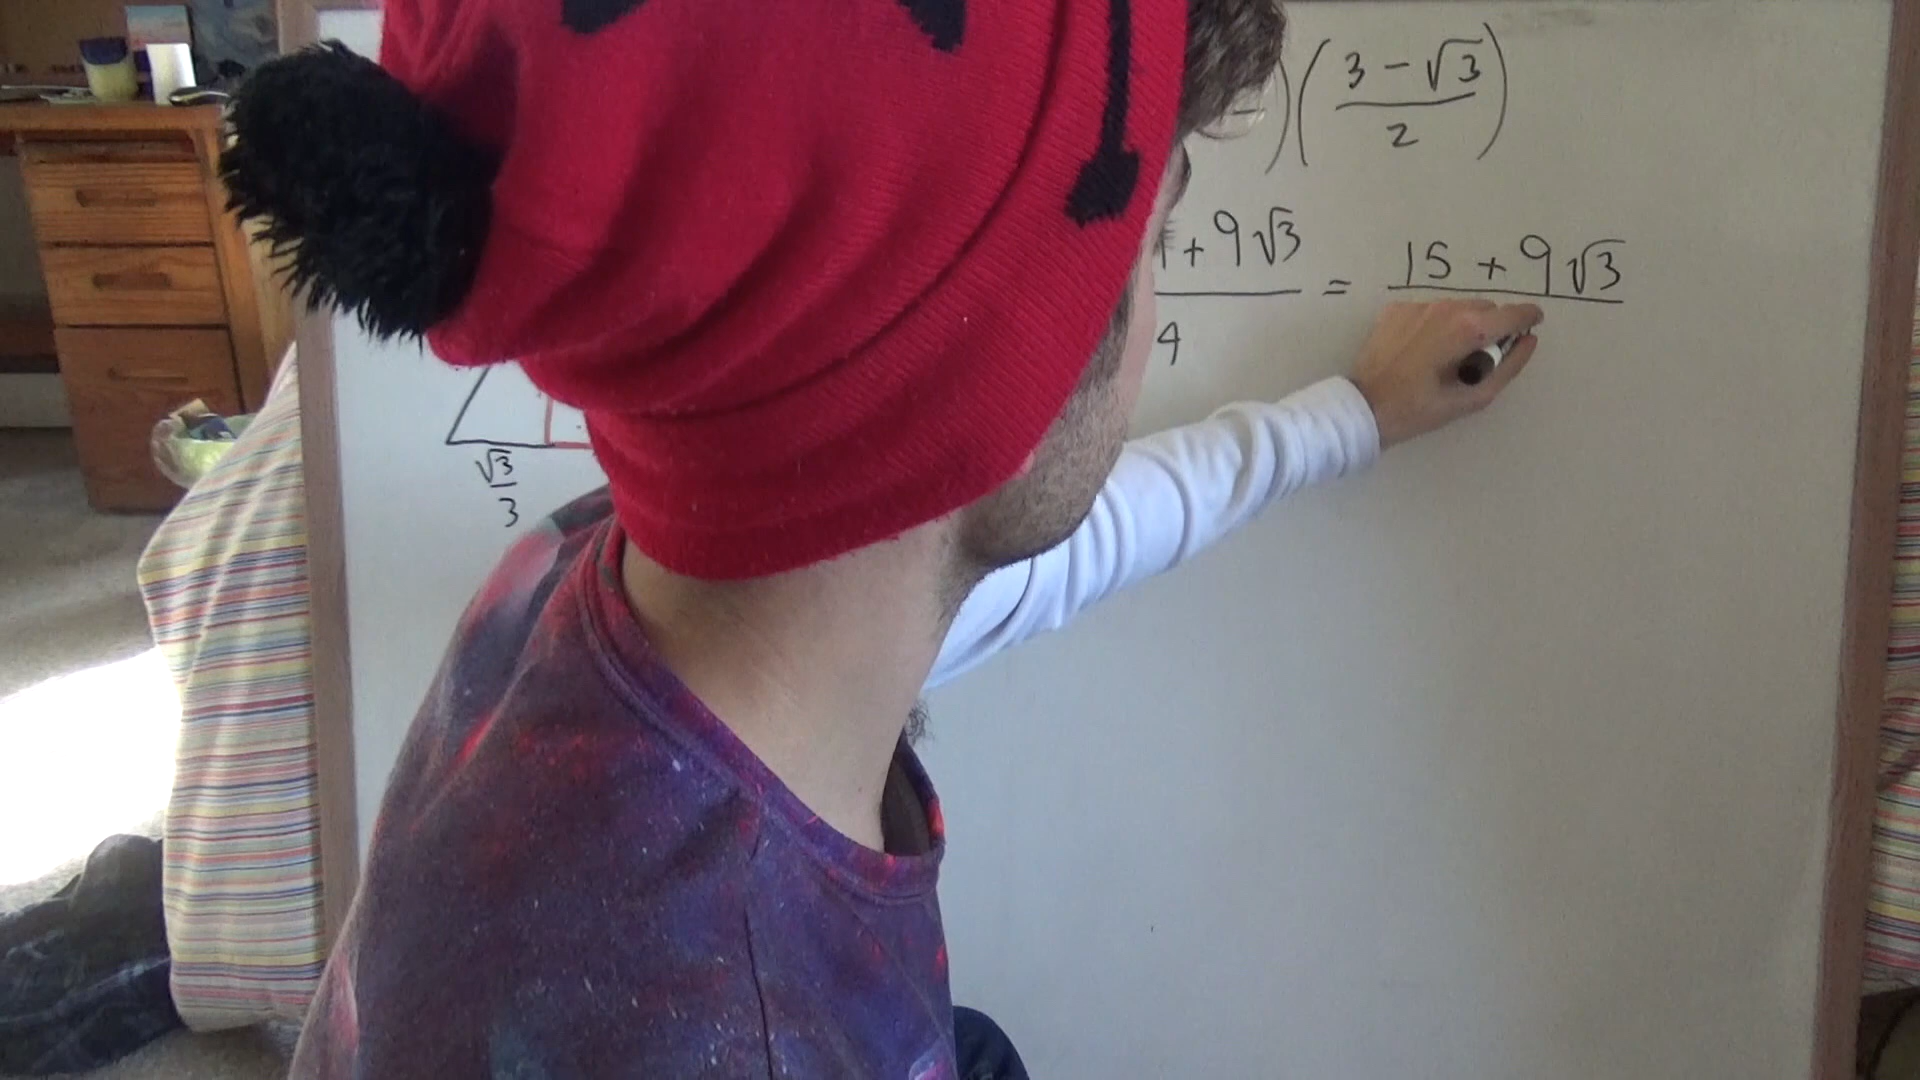 ) ( 3 - √3 / 2 )
+ 9√3 / 4 = 15 + 9√3
√3 / 3